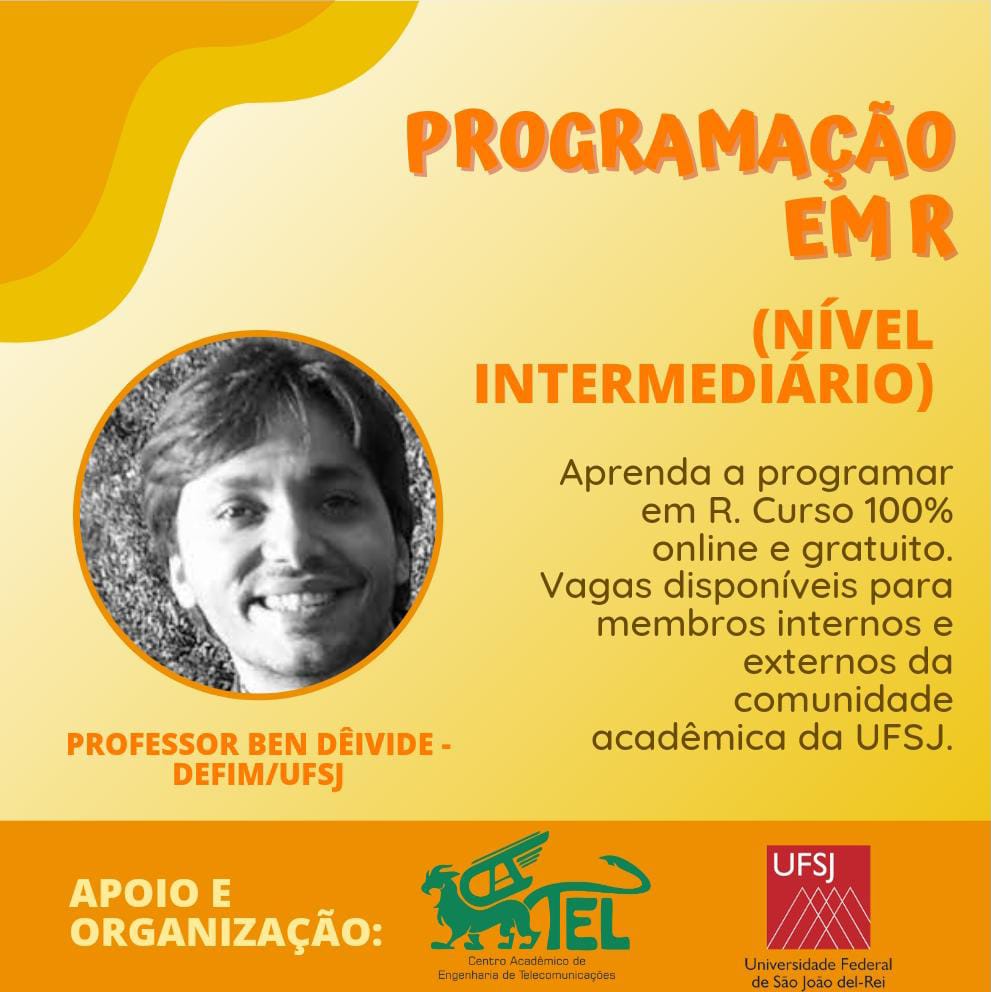 PROGRAMAÇÃO
EM R
(NÍVEL
INTERMEDIÁRIO)
Aprenda a programar
em R. Curso 100%
online e gratuito.
Vagas disponíveis para
membros internos e
externos da
comunidade
acadêmica da UFSJ.
PROFESSOR BEN DÊIVIDE -
DEFIM/UFSJ
APOIO E
ORGANIZAÇÃO:
CATEL
Centro Acadêmico de
Engenharia de Telecomunicações
UFSJ
Universidade Federal
de São João del-Rei